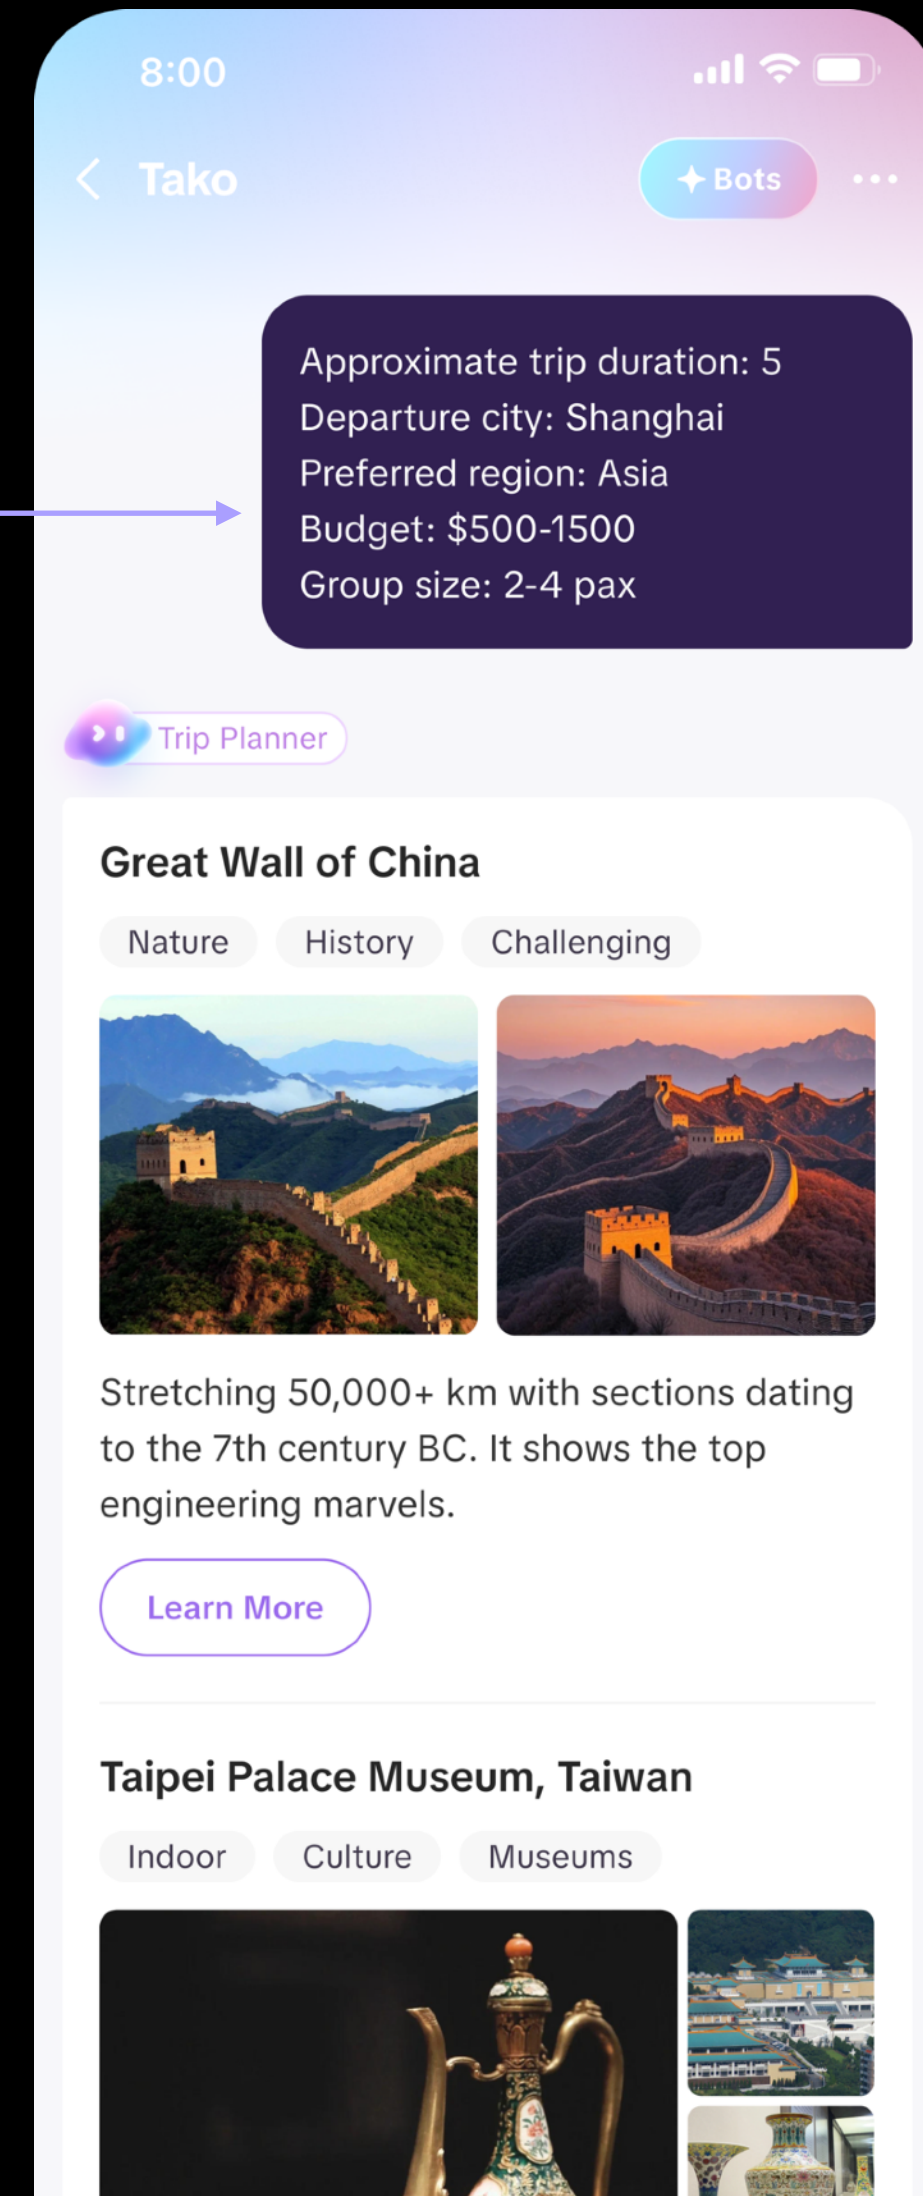 8:00
Tako
Bots
Approximate trip duration: 5
Departure city: Shanghai
Preferred region: Asia
Budget: $500-1500
Group size: 2-4 pax
Trip Planner
Great Wall of China
Nature
History
Challenging
Stretching 50,000+ km with sections dating
to the 7th century BC. It shows the top
engineering marvels.
Learn More
Taipei Palace Museum, Taiwan
Indoor
Culture
Museums